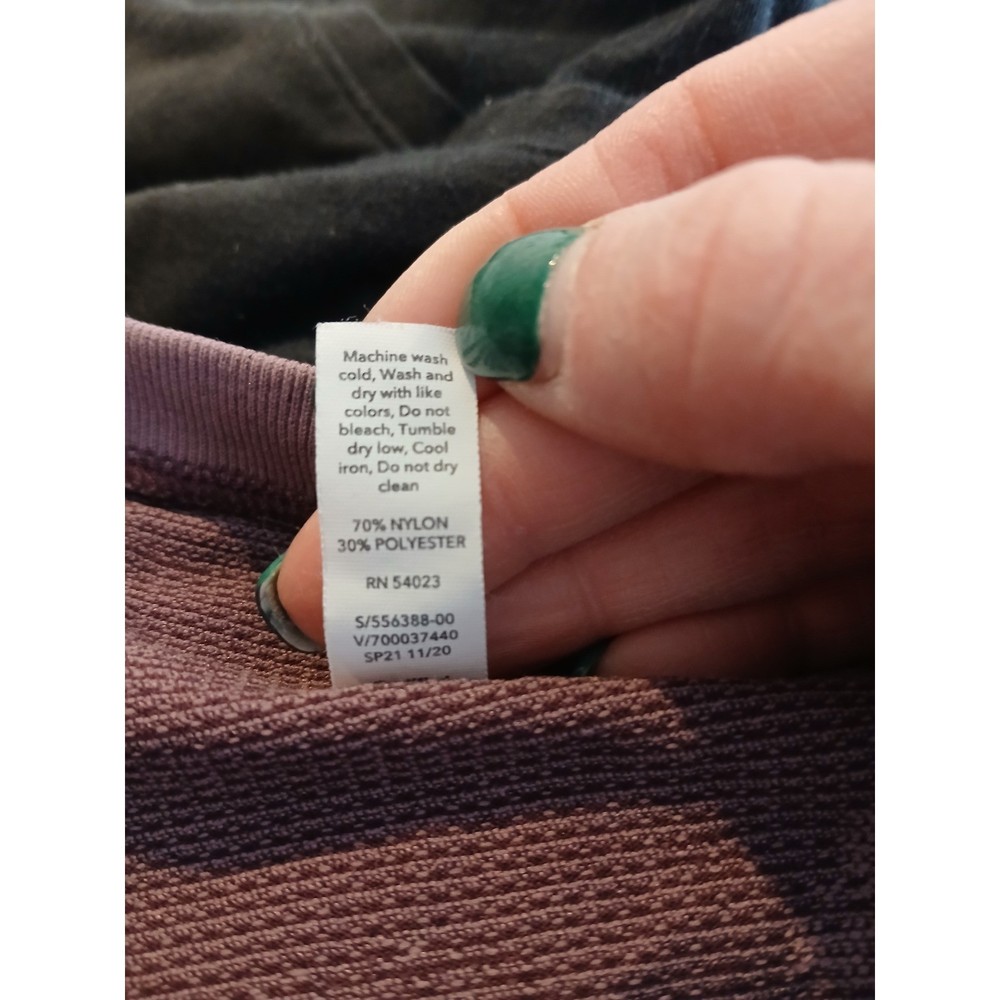 Machine wash
cold, Wash and
dry with like
colors, Do not
bleach, Tumble
dry low, Cool
iron, Do not dry
clean
70% NYLON
30% POLYESTER
RN 54023
S/556388-00
V/700037440
SP21 11/20